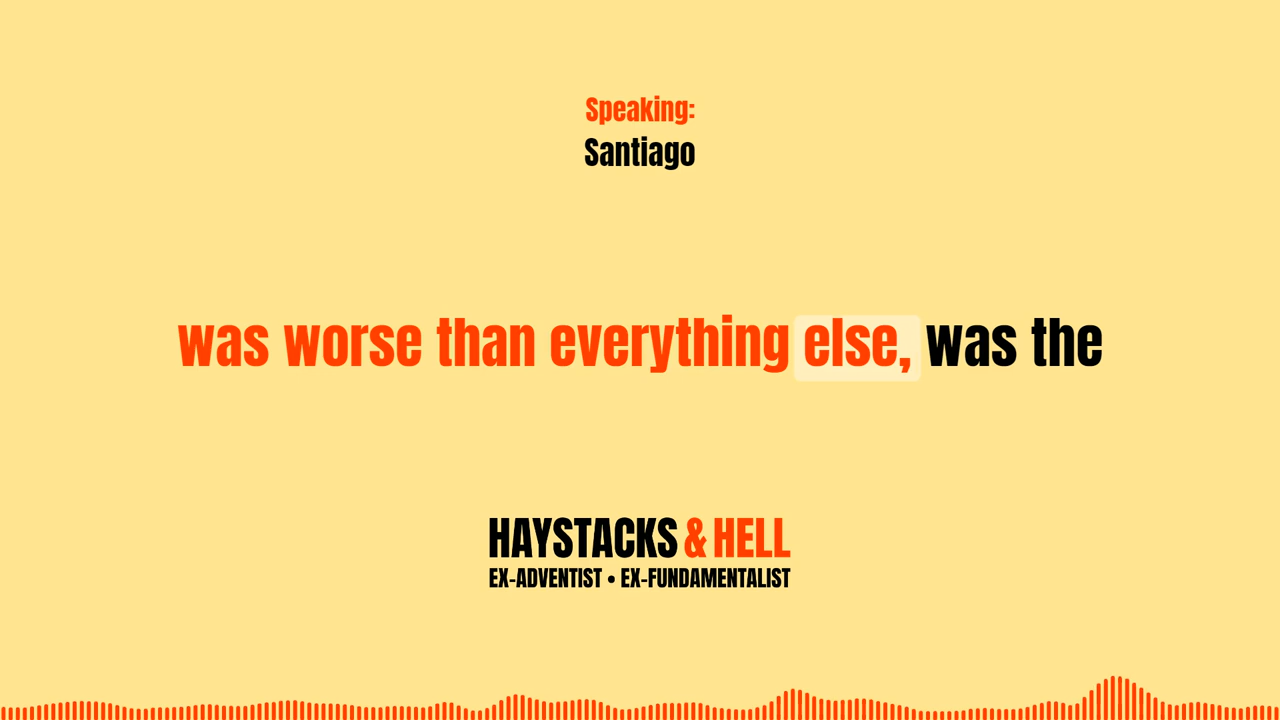 Speaking:
Santiago
was worse than everything else, was the
HAYSTACKS & HELL
EX-ADVENTIST • EX-FUNDAMENTALIST